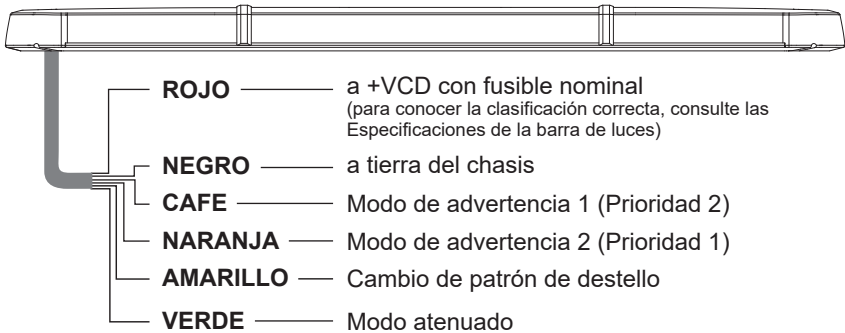 ROJO a +VCD con fusible nominal
(para conocer la clasificación correcta, consulte las
Especificaciones de la barra de luces)
NEGRO a tierra del chasis
CAFE Modo de advertencia 1 (Prioridad 2)
NARANJA Modo de advertencia 2 (Prioridad 1)
AMARILLO Cambio de patrón de destello
VERDE Modo atenuado